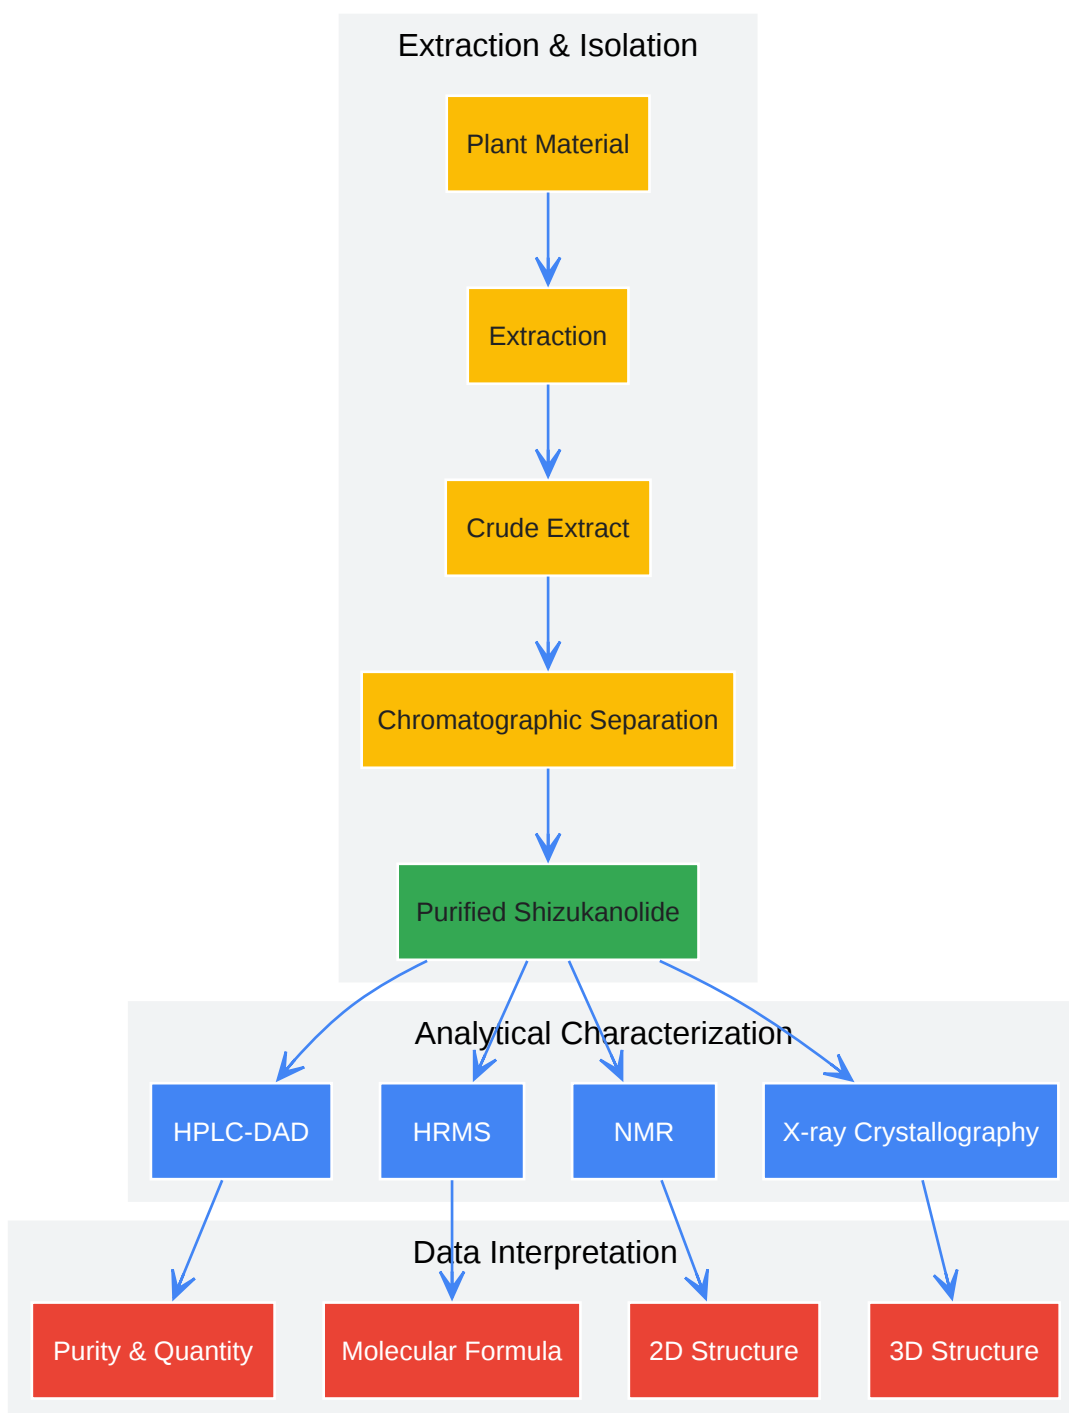 Extraction & Isolation
Plant Material
Extraction
Crude Extract
Chromatographic Separation
Purified Shizukanolide
Analytical Characterization
HPLC-DAD
HRMS
NMR
X-ray Crystallography
Data Interpretation
Purity & Quantity
Molecular Formula
2D Structure
3D Structure